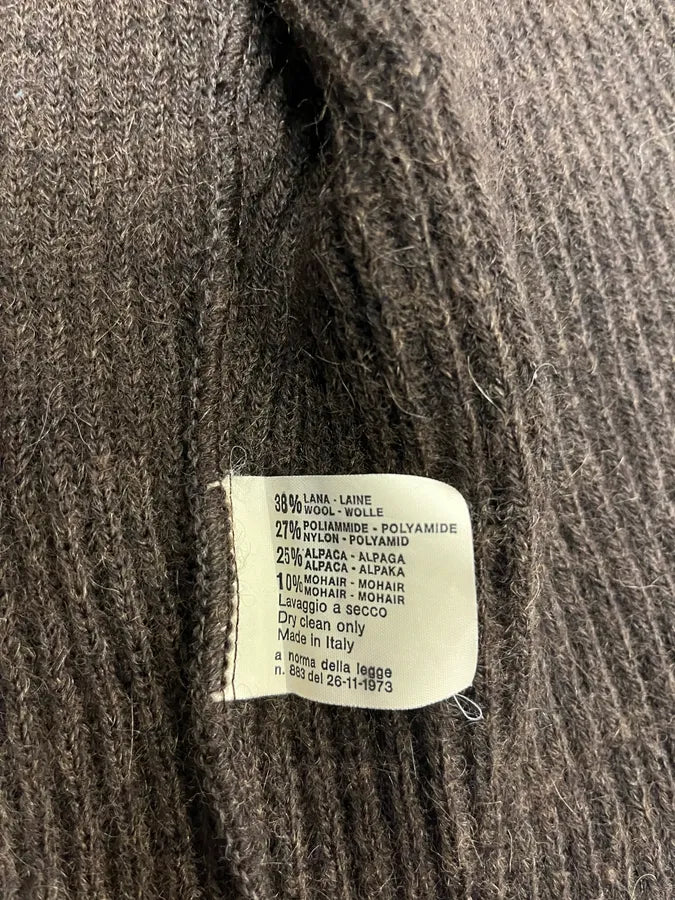 38% LANA - LAINE
WOOL - WOLLE
27% POLIAMMIDE - POLYAMIDE
NYLON - POLYAMID
25% ALPACA - ALPAGA
ALPACA - ALPAKA
10% MOHAIR - MOHAIR
MOHAIR - MOHAIR
Lavaggio a secco
Dry clean only
Made in Italy
a norma della legge
n. 883 del 26-11-1973